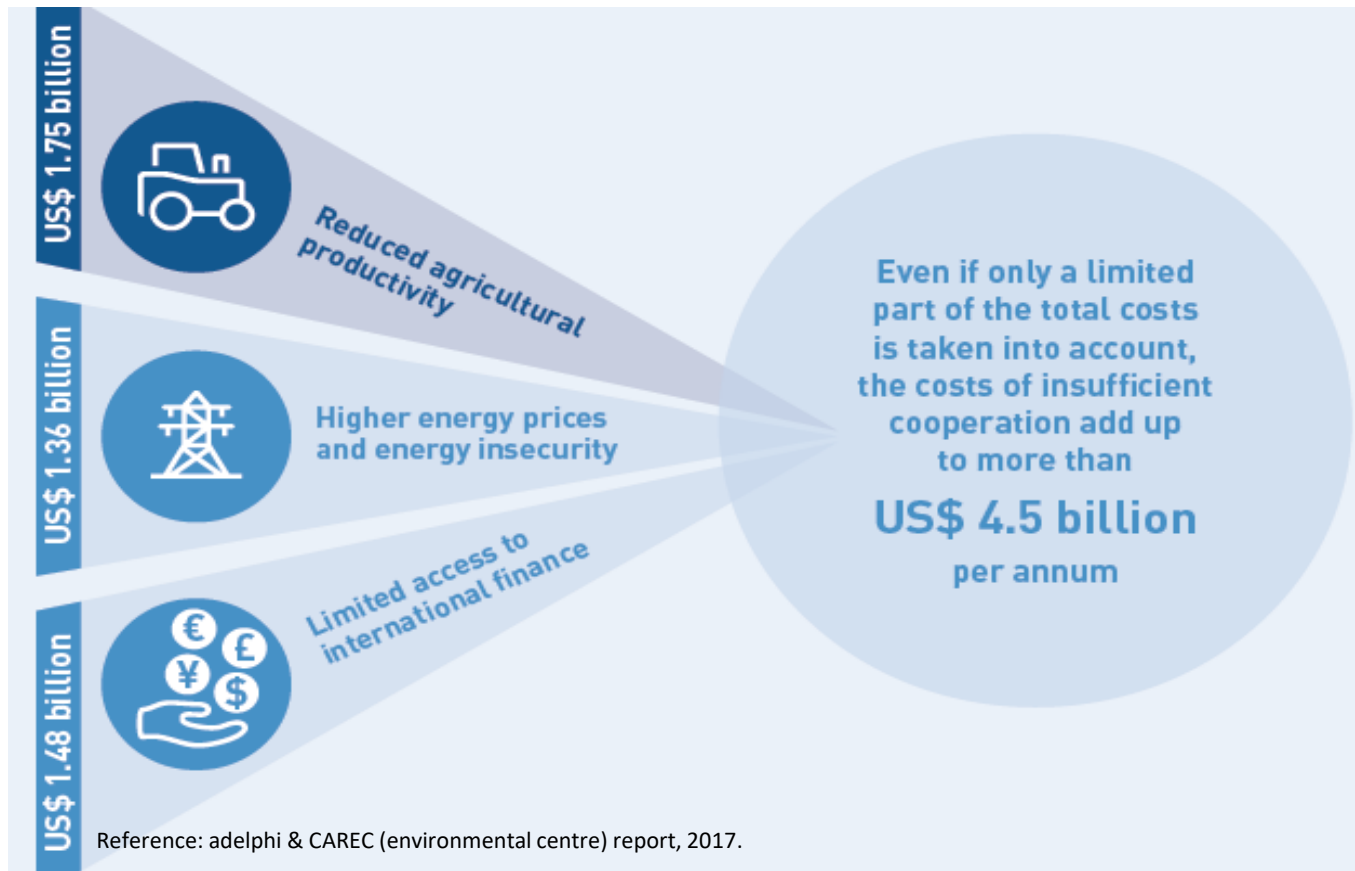 US$ 1.75 billion
Reduced agricultural
productivity
US$ 1.36 billion
Higher energy prices
and energy insecurity
US$ 1.48 billion
€
£
¥
$
Limited access to
international finance
Even if only a limited
part of the total costs
is taken into account,
the costs of insufficient
cooperation add up
to more than
US$ 4.5 billion
per annum
Reference: adelphi & CAREC (environmental centre) report, 2017.